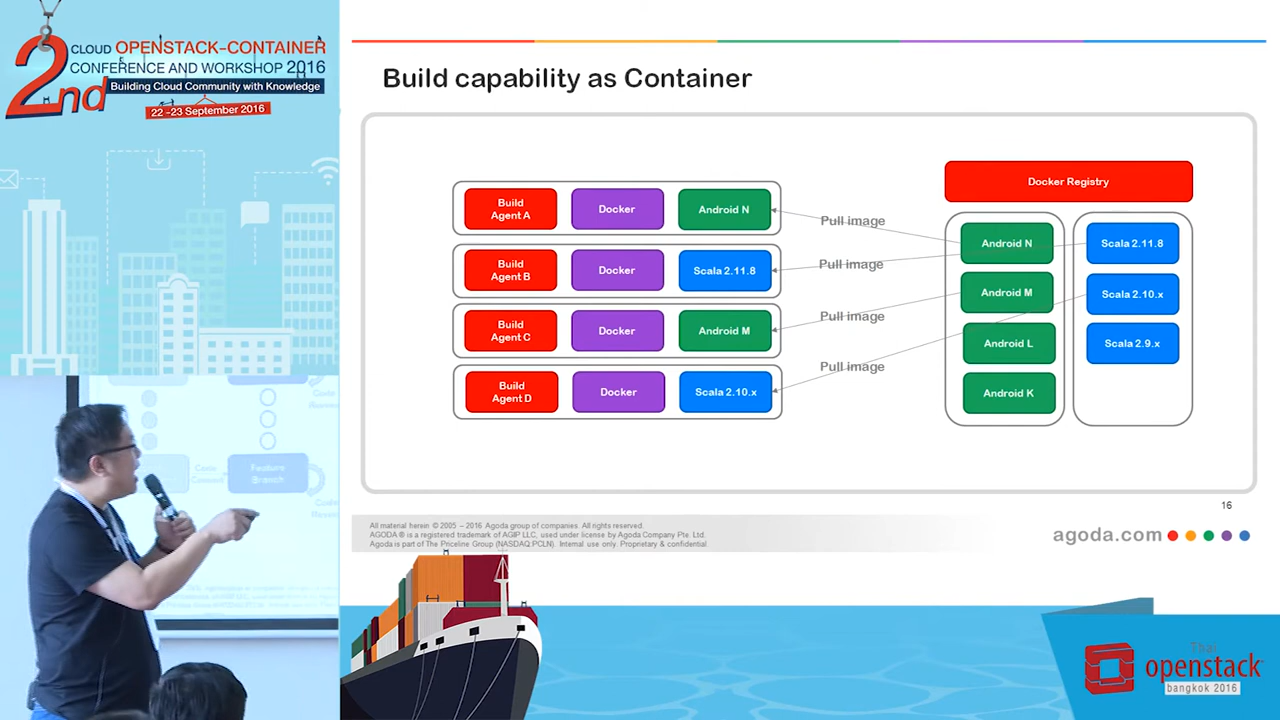 2nd
CLOUD OPENSTACK-CONTAINER
CONFERENCE AND WORKSHOP 2016
Building Cloud Community with Knowledge
22 -23 September 2016
Build capability as Container
Build
Agent A
Docker
Android N
Build
Agent B
Docker
Scala 2.11.8
Build
Agent C
Docker
Android M
Build
Agent D
Docker
Scala 2.10.x
Pull image
Pull image
Pull image
Pull image
Docker Registry
Android N
Android M
Android L
Android K
Scala 2.11.8
Scala 2.10.x
Scala 2.9.x
16
All material herein © 2005 – 2016 Agoda group of companies. All rights reserved.
AGODA ® is a registered trademark of AGIP LLC, used under license by Agoda Company Pte. Ltd.
Agoda is part of The Priceline Group (NASDAQ:PCLN). Internal use only. Proprietary & confidential.
agoda.com
Feature
Branch
Thai
openstack
bangkok 2016